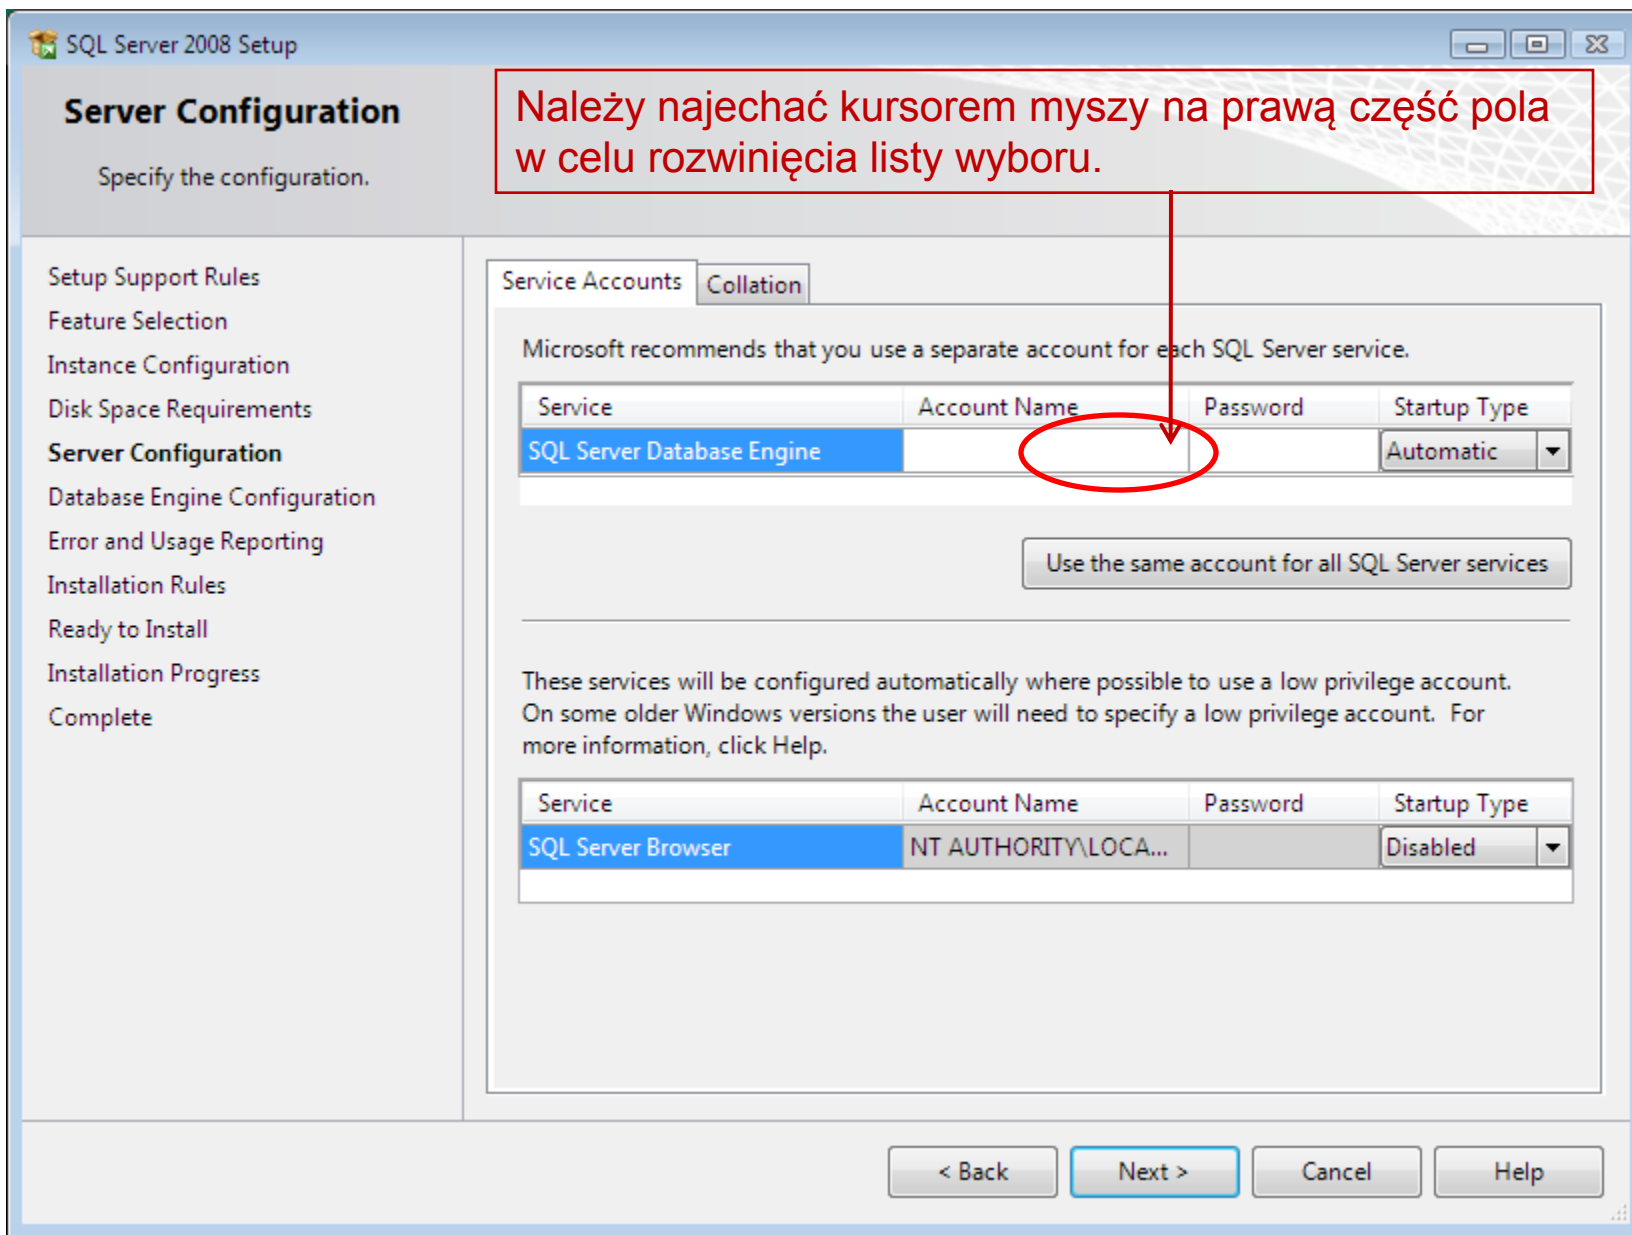 SQL Server 2008 Setup
Server Configuration
Specify the configuration.
Należy najechać kursorem myszy na prawą część pola
w celu rozwinięcia listy wyboru.
Setup Support Rules
Feature Selection
Instance Configuration
Disk Space Requirements
Server Configuration
Database Engine Configuration
Error and Usage Reporting
Installation Rules
Ready to Install
Installation Progress
Complete
Service Accounts Collation
Microsoft recommends that you use a separate account for each SQL Server service.
Service Account Name Password Startup Type
SQL Server Database Engine Automatic
Use the same account for all SQL Server services
These services will be configured automatically where possible to use a low privilege account.
On some older Windows versions the user will need to specify a low privilege account. For
more information, click Help.
Service Account Name Password Startup Type
SQL Server Browser NT AUTHORITY\LOCA... Disabled
< Back Next > Cancel Help